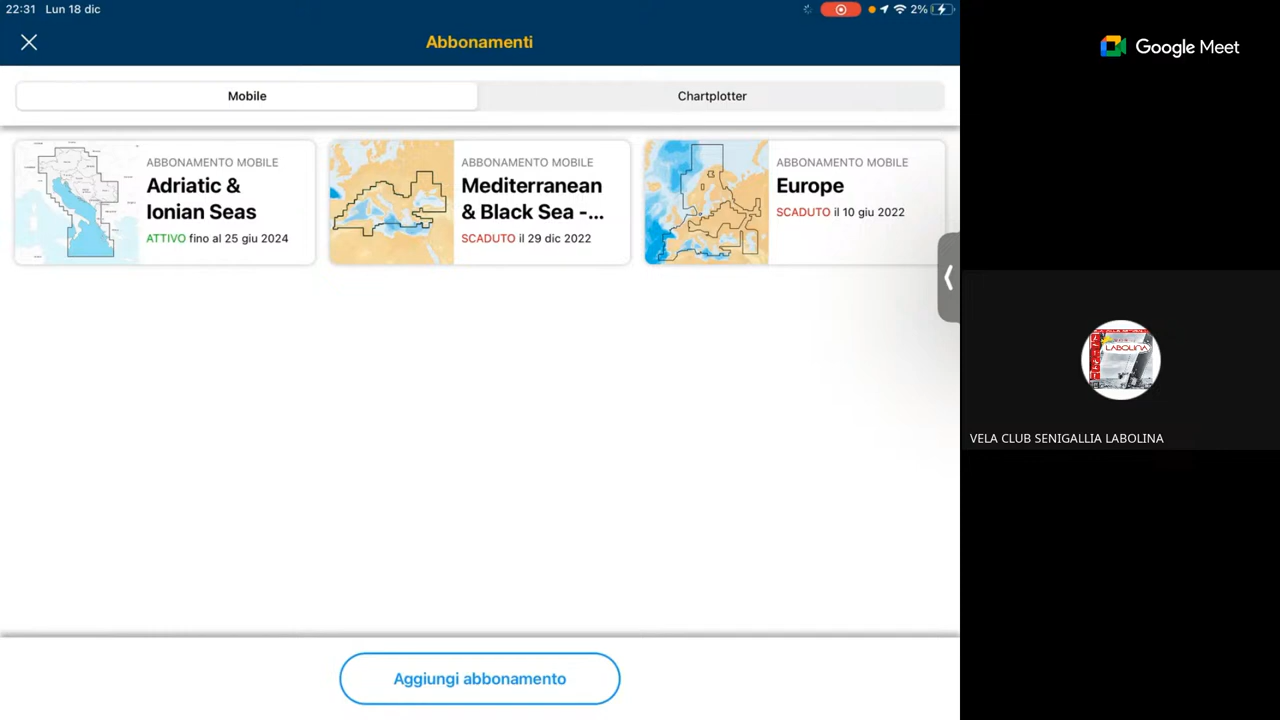 22:31 Lun 18 dic
2%
Abbonamenti
Google Meet
Mobile
Chartplotter
ABBONAMENTO MOBILE
Adriatic &
Ionian Seas
ATTIVO fino al 25 giu 2024
ABBONAMENTO MOBILE
Mediterranean
& Black Sea -...
SCADUTO il 29 dic 2022
ABBONAMENTO MOBILE
Europe
SCADUTO il 10 giu 2022
LABOLINA
VELA CLUB SENIGALLIA LABOLINA
Aggiungi abbonamento